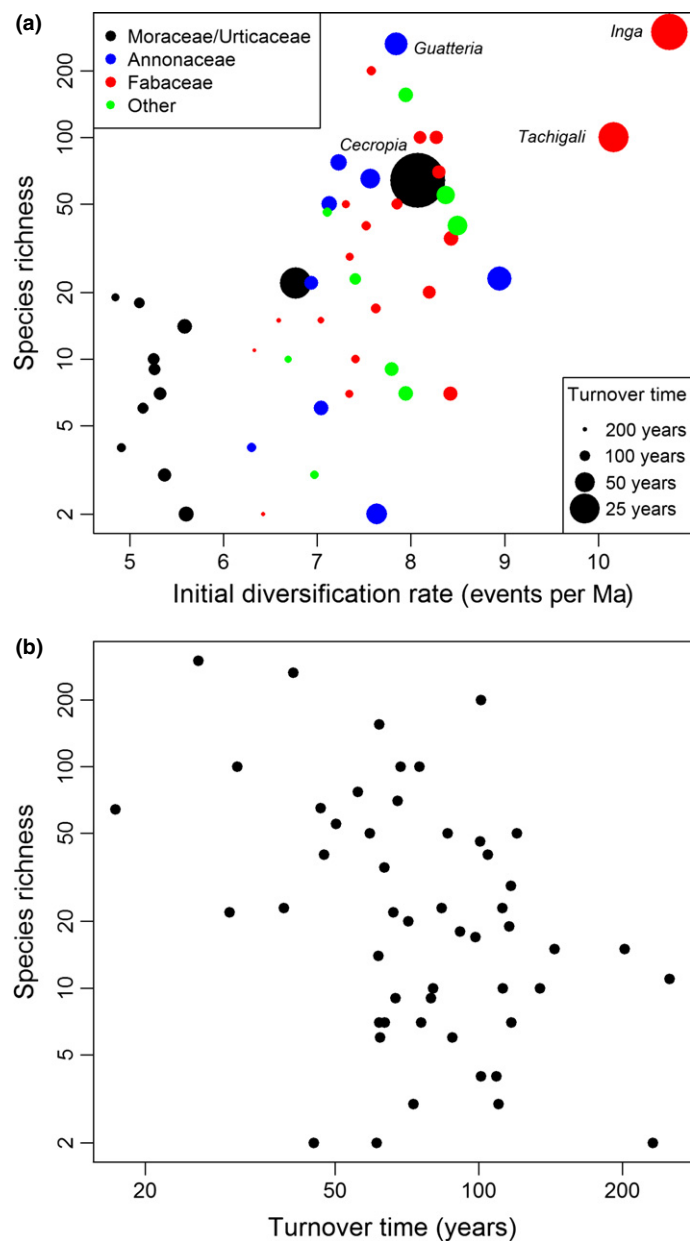 (a)
Moraceae/Urticaceae
Annonaceae
Fabaceae
Other
Inga
Guatteria
Cecropia
Tachigali
Species richness
200
100
50
20
10
5
2
Turnover time
200 years
100 years
50 years
25 years
5 6 7 8 9 10
Initial diversification rate (events per Ma)
(b)
Species richness
200
100
50
20
10
5
2
20 50 100 200
Turnover time (years)